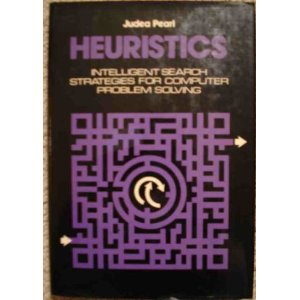 Judea Pearl
HEURISTICS
INTELLIGENT SEARCH
STRATEGIES FOR COMPUTER
PROBLEM SOLVING